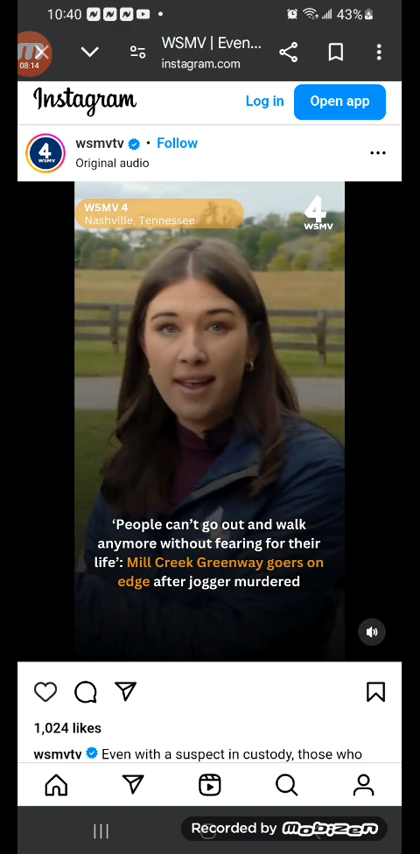 10:40
43%
08:14
WSMV | Even...
instagram.com
Instagram
Log in
Open app
4
WSMV
wsmvtv • Follow
Original audio
WSMV 4
Nashville, Tennessee
4
WSMV
‘People can’t go out and walk
anymore without fearing for their
life’: Mill Creek Greenway goers on
edge after jogger murdered
1,024 likes
wsmvtv Even with a suspect in custody, those who
Recorded by mobizen